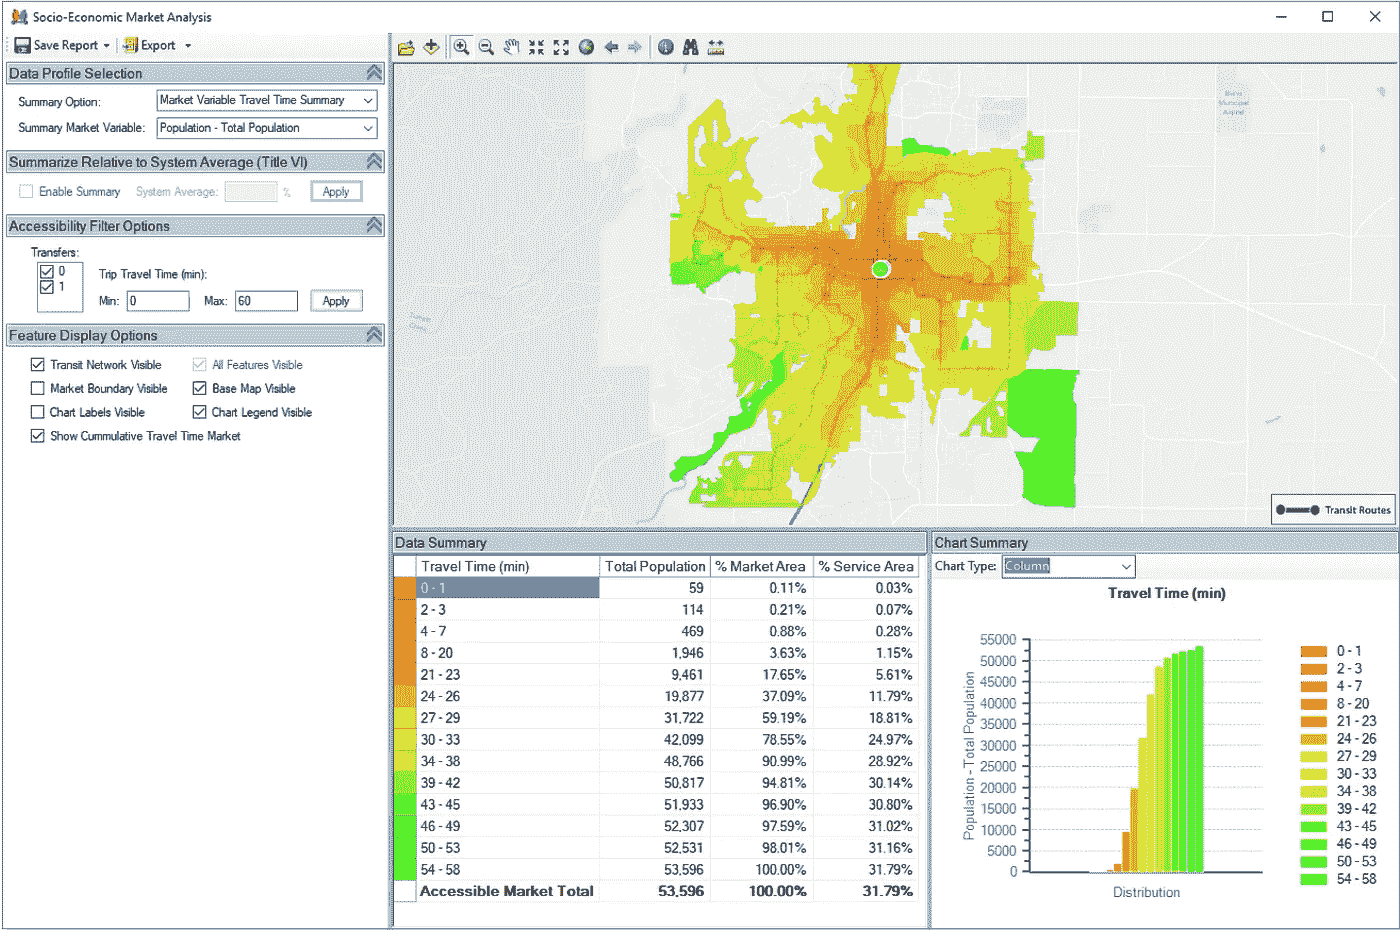 Socio-Economic Market Analysis
Save Report
Export
Data Profile Selection
Summary Option: Market Variable Travel Time Summary
Summary Market Variable: Population - Total Population
Summarize Relative to System Average (Title VI)
Enable Summary System Average: % Apply
Accessibility Filter Options
Transfers:
0
1
Trip Travel Time (min):
Min: 0 Max: 60 Apply
Feature Display Options
Transit Network Visible All Features Visible
Market Boundary Visible Base Map Visible
Chart Labels Visible Chart Legend Visible
Show Cummulative Travel Time Market
Municipal
Transit Routes
Data Summary
Travel Time (min) Total Population % Market Area % Service Area
0 - 1 59 0.11% 0.03%
2 - 3 114 0.21% 0.07%
4 - 7 469 0.88% 0.28%
8 - 20 1,946 3.63% 1.15%
21 - 23 9,461 17.65% 5.61%
24 - 26 19,877 37.09% 11.79%
27 - 29 31,722 59.19% 18.81%
30 - 33 42,099 78.55% 24.97%
34 - 38 48,766 90.99% 28.92%
39 - 42 50,817 94.81% 30.14%
43 - 45 51,933 96.90% 30.80%
46 - 49 52,307 97.59% 31.02%
50 - 53 52,531 98.01% 31.16%
54 - 58 53,596 100.00% 31.79%
Accessible Market Total 53,596 100.00% 31.79%
Chart Summary
Chart Type: Column
Travel Time (min)
Population - Total Population
55000
50000
45000
40000
35000
30000
25000
20000
15000
10000
5000
0
Distribution
0 - 1
2 - 3
4 - 7
8 - 20
21 - 23
24 - 26
27 - 29
30 - 33
34 - 38
39 - 42
43 - 45
46 - 49
50 - 53
54 - 58